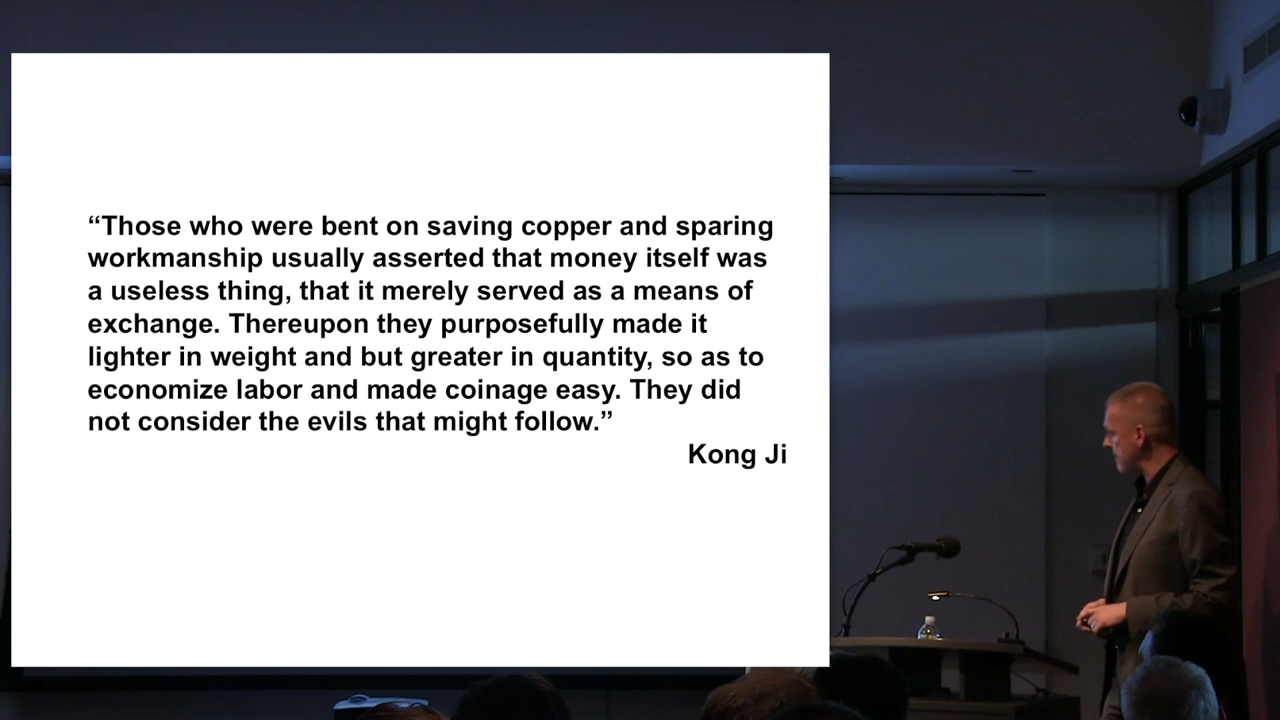 “Those who were bent on saving copper and sparing
workmanship usually asserted that money itself was
a useless thing, that it merely served as a means of
exchange. Thereupon they purposefully made it
lighter in weight and but greater in quantity, so as to
economize labor and made coinage easy. They did
not consider the evils that might follow.”
Kong Ji